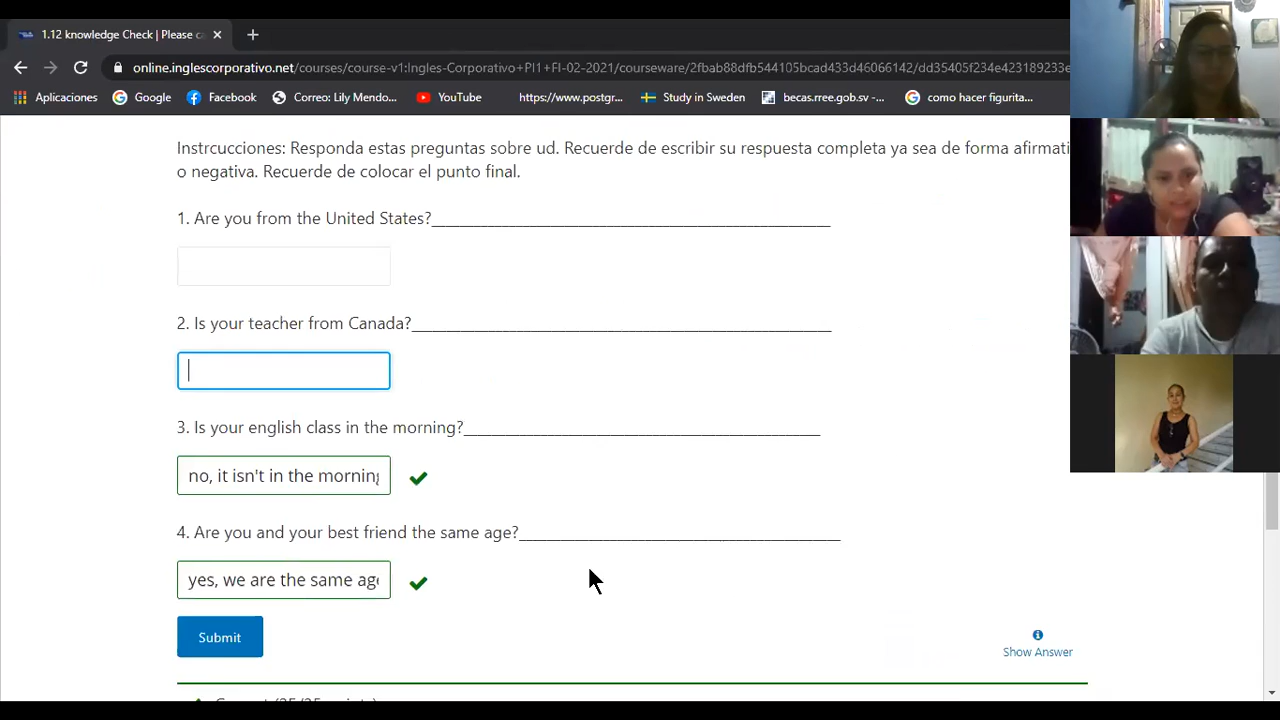 1.12 knowledge Check | Please ca
online.inglescorporativo.net/courses/course-v1:Ingles-Corporativo+PI1+FI-02-2021/courseware/2fbab88dfb544105bcad433d46066142/dd35405f234e423189233e
Aplicaciones Google Facebook Correo: Lily Mendo... YouTube https://www.postgr... Study in Sweden becas.rree.gob.sv -... como hacer figurita...
Instrcucciones: Responda estas preguntas sobre ud. Recuerde de escribir su respuesta completa ya sea de forma afirmati
o negativa. Recuerde de colocar el punto final.
1. Are you from the United States?
2. Is your teacher from Canada?
3. Is your english class in the morning?
no, it isn't in the morning
4. Are you and your best friend the same age?
yes, we are the same age
Submit
Show Answer